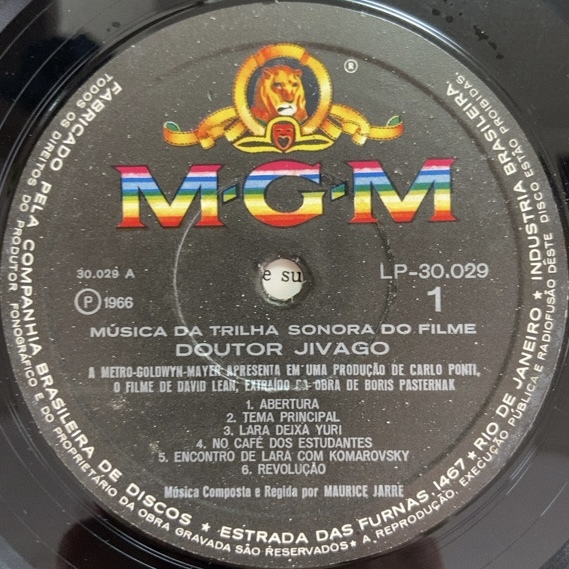 ®
M·G·M
30.029 A
LP-30.029
℗ 1966
1
e su
MÚSICA DA TRILHA SONORA DO FILME
DOUTOR JIVAGO
A METRO-GOLDWYN-MAYER APRESENTA EM UMA PRODUÇÃO DE CARLO PONTI,
O FILME DE DAVID LEAN, EXTRAÍDO DA OBRA DE BORIS PASTERNAK
1. ABERTURA
2. TEMA PRINCIPAL
3. LARA DEIXA YURI
4. NO CAFÉ DOS ESTUDANTES
5. ENCONTRO DE LARA COM KOMAROVSKY
6. REVOLUÇÃO
Música Composta e Regida por MAURICE JARRE
FABRICADO PELA COMPANHIA BRASILEIRA DE DISCOS ★ ESTRADA DAS FURNAS 1467 ★ RIO DE JANEIRO ★ INDUSTRIA BRASILEIRA.
TODOS OS DIREITOS DO PRODUTOR FONOGRÁFICO E DO PROPRIETÁRIO DA OBRA GRAVADA SÃO RESERVADOS ★ A REPRODUÇÃO, EXECUÇÃO PÚBLICA E RADIOFUSÃO DESTE DISCO ESTÃO PROIBIDAS.